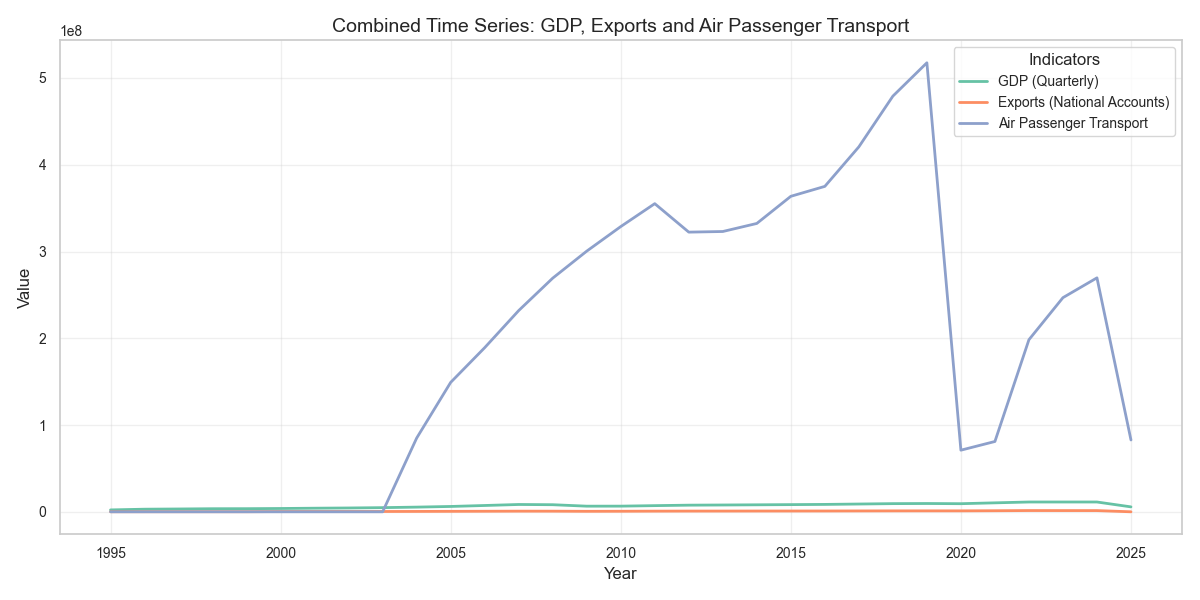 Combined Time Series: GDP, Exports and Air Passenger Transport
1e8
Indicators
GDP (Quarterly)
Exports (National Accounts)
Air Passenger Transport
5
4
3
2
1
0
Value
1995 2000 2005 2010 2015 2020 2025
Year